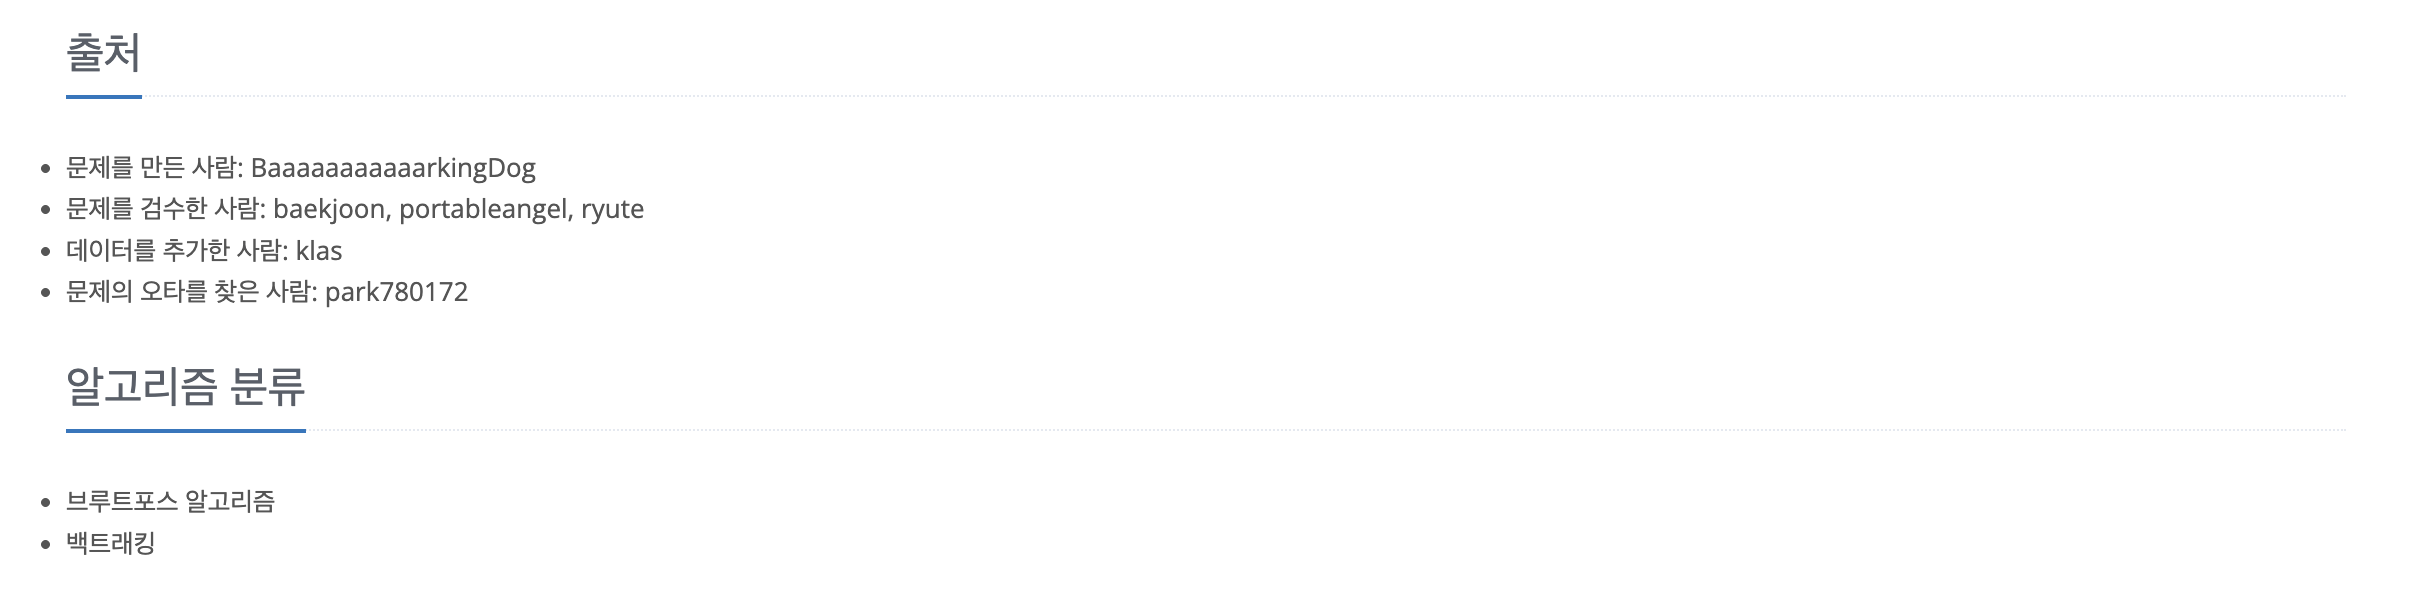 출처
문제를 만든 사람: BaaaaaaaaaaarkingDog
문제를 검수한 사람: baekjoon, portableangel, ryute
데이터를 추가한 사람: klas
문제의 오타를 찾은 사람: park780172
알고리즘 분류
브루트포스 알고리즘
백트래킹